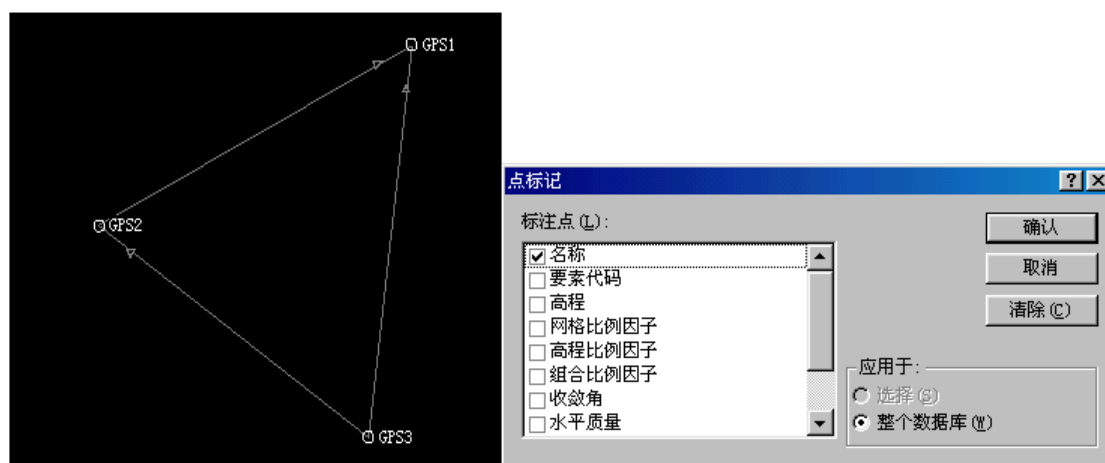 GPS1
GPS2
GPS3
点标记
标注点(L):
名称
要素代码
高程
网格比例因子
高程比例因子
组合比例因子
收敛角
水平质量
确认
取消
清除(C)
应用于:
选择(S)
整个数据库(W)